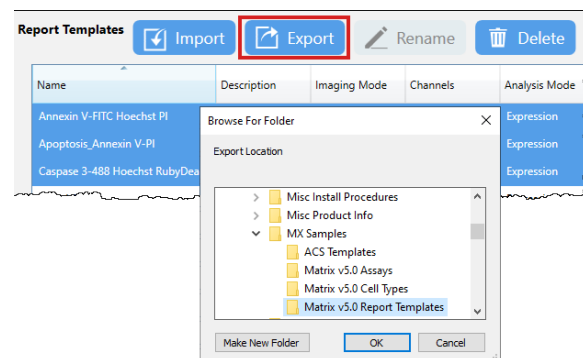 Report Templates
Import
Export
Rename
Delete
Name
Description
Imaging Mode
Channels
Analysis Mode
Annexin V-FITC Hoechst PI
Expression
Apoptosis_Annexin V-PI
Expression
Caspase 3-488 Hoechst RubyDea
Expression
Browse For Folder
Export Location
Misc Install Procedures
Misc Product Info
MX Samples
ACS Templates
Matrix v5.0 Assays
Matrix v5.0 Cell Types
Matrix v5.0 Report Templates
Make New Folder
OK
Cancel